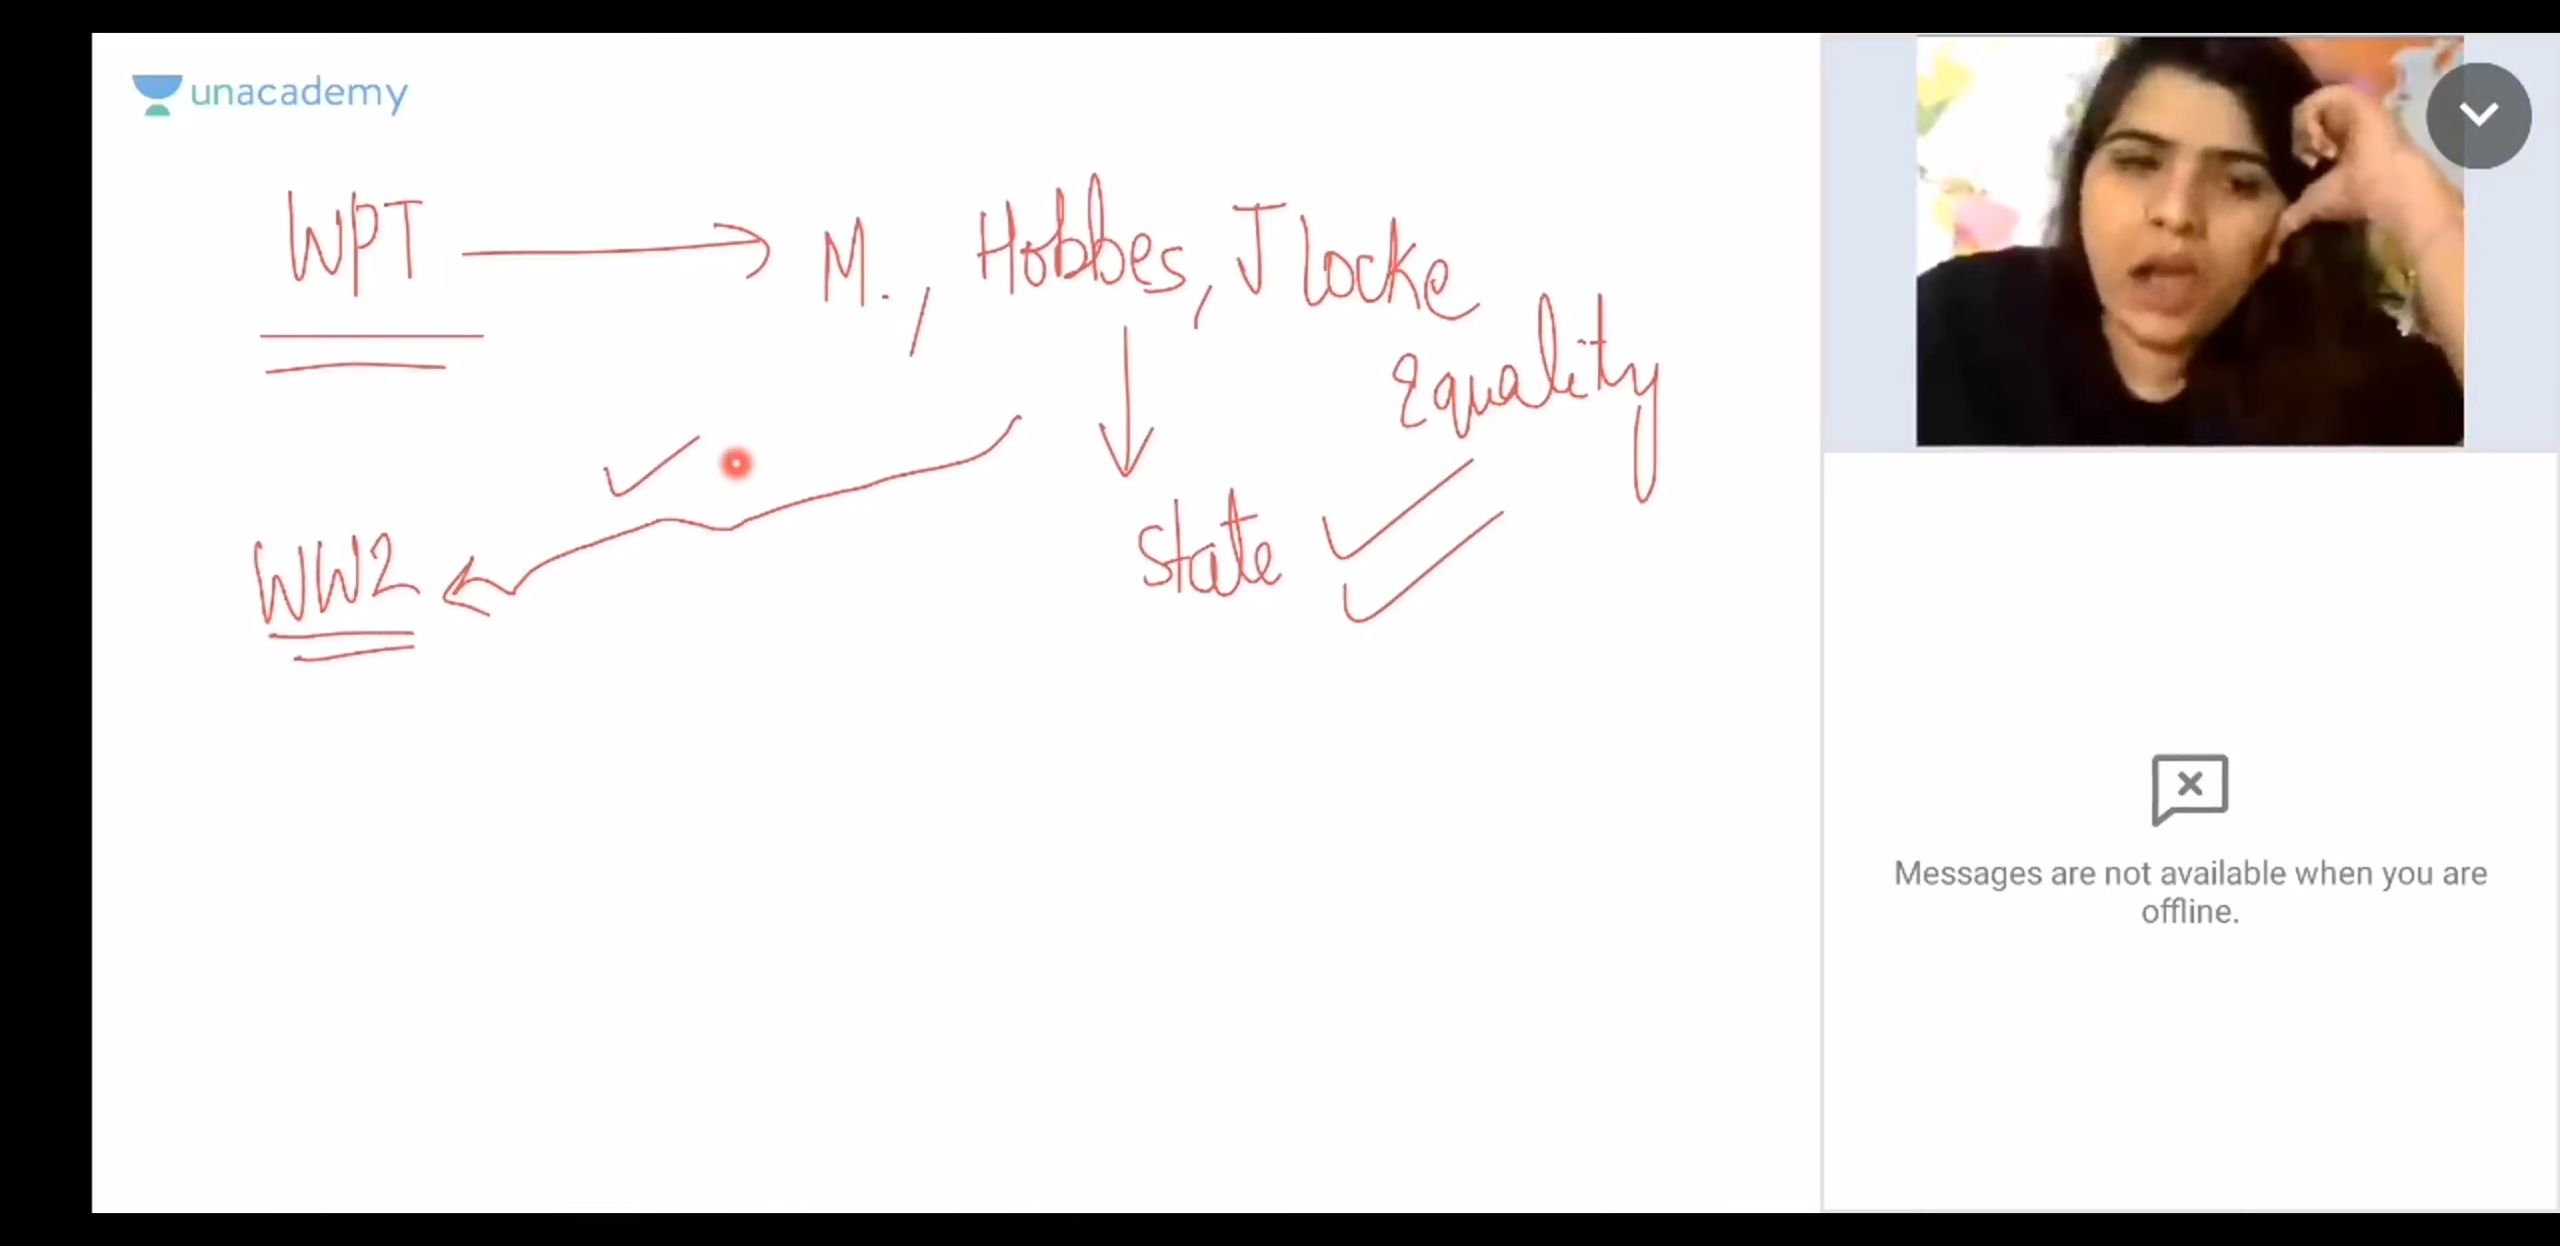 unacademy
WPT → M., Hobbes, J Locke
Equality
State
WW2
Messages are not available when you are
offline.